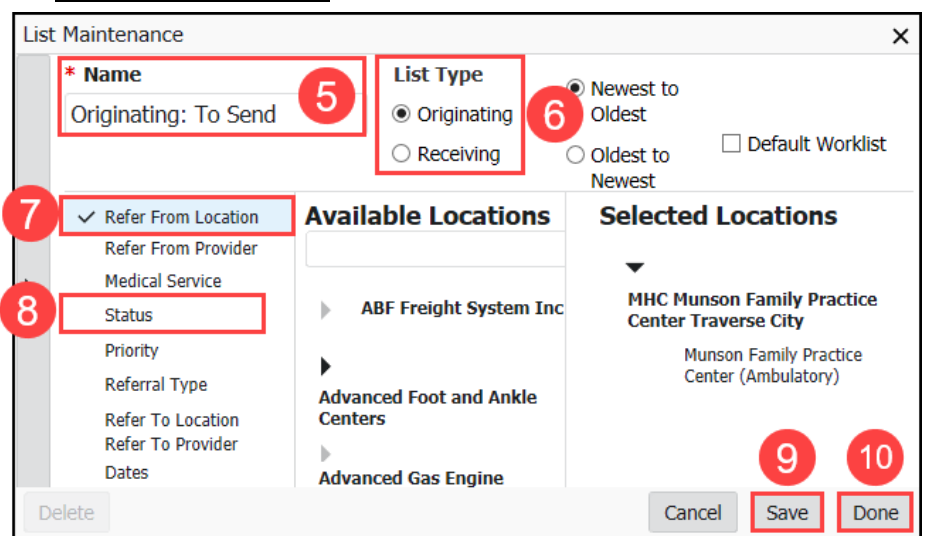 List Maintenance
* Name
Originating: To Send
5
List Type
Originating
Receiving
6
Newest to
Oldest
Oldest to
Newest
Default Worklist
7
Refer From Location
Refer From Provider
Medical Service
8
Status
Priority
Referral Type
Refer To Location
Refer To Provider
Dates
Available Locations
ABF Freight System Inc
Advanced Foot and Ankle
Centers
Advanced Gas Engine
Selected Locations
MHC Munson Family Practice
Center Traverse City
Munson Family Practice
Center (Ambulatory)
9
10
Delete
Cancel
Save
Done